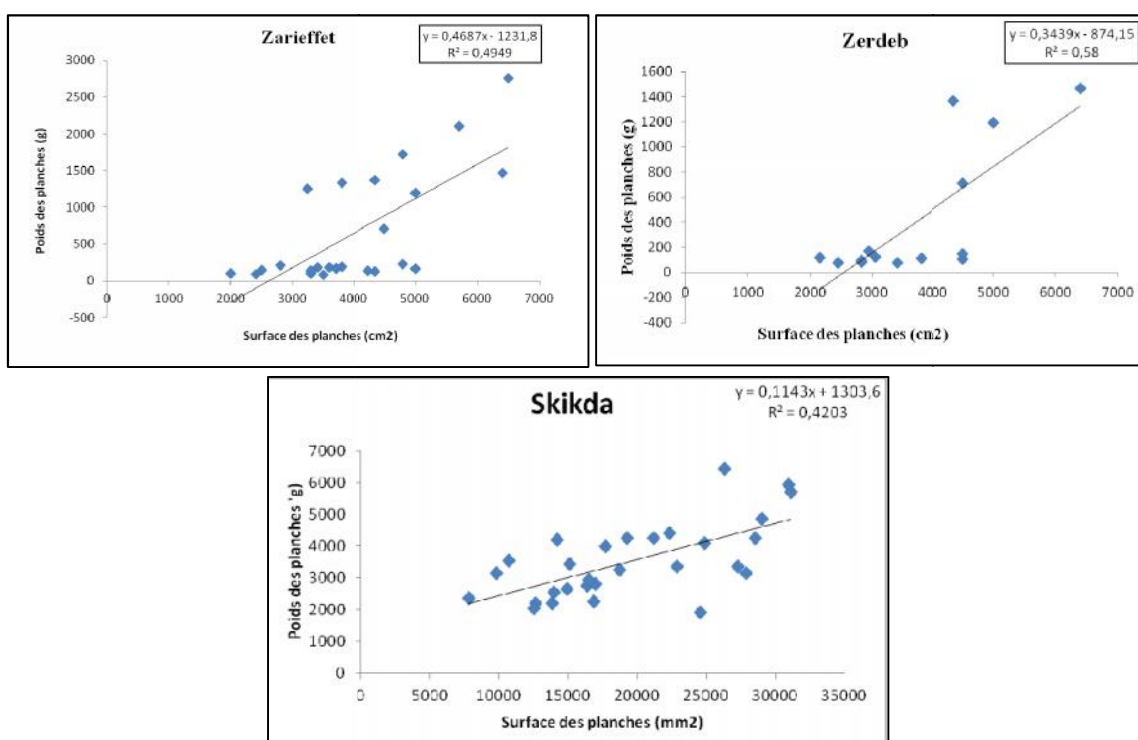 Zarieffet
y = 0,4687x - 1231,8
R² = 0,4949
3000
2500
2000
1500
1000
500
0
-500
0 1000 2000 3000 4000 5000 6000 7000
Poids des planches (g)
Surface des planches (cm2)
Zerdeb
y = 0,3439x - 874,15
R² = 0,58
1600
1400
1200
1000
800
600
400
200
0
-200
-400
0 1000 2000 3000 4000 5000 6000 7000
Poids des planches (g)
Surface des planches (cm2)
Skikda
y = 0,1143x + 1303,6
R² = 0,4203
7000
6000
5000
4000
3000
2000
1000
0
0 5000 10000 15000 20000 25000 30000 35000
Poids des planches 'g)
Surface des planches (mm2)